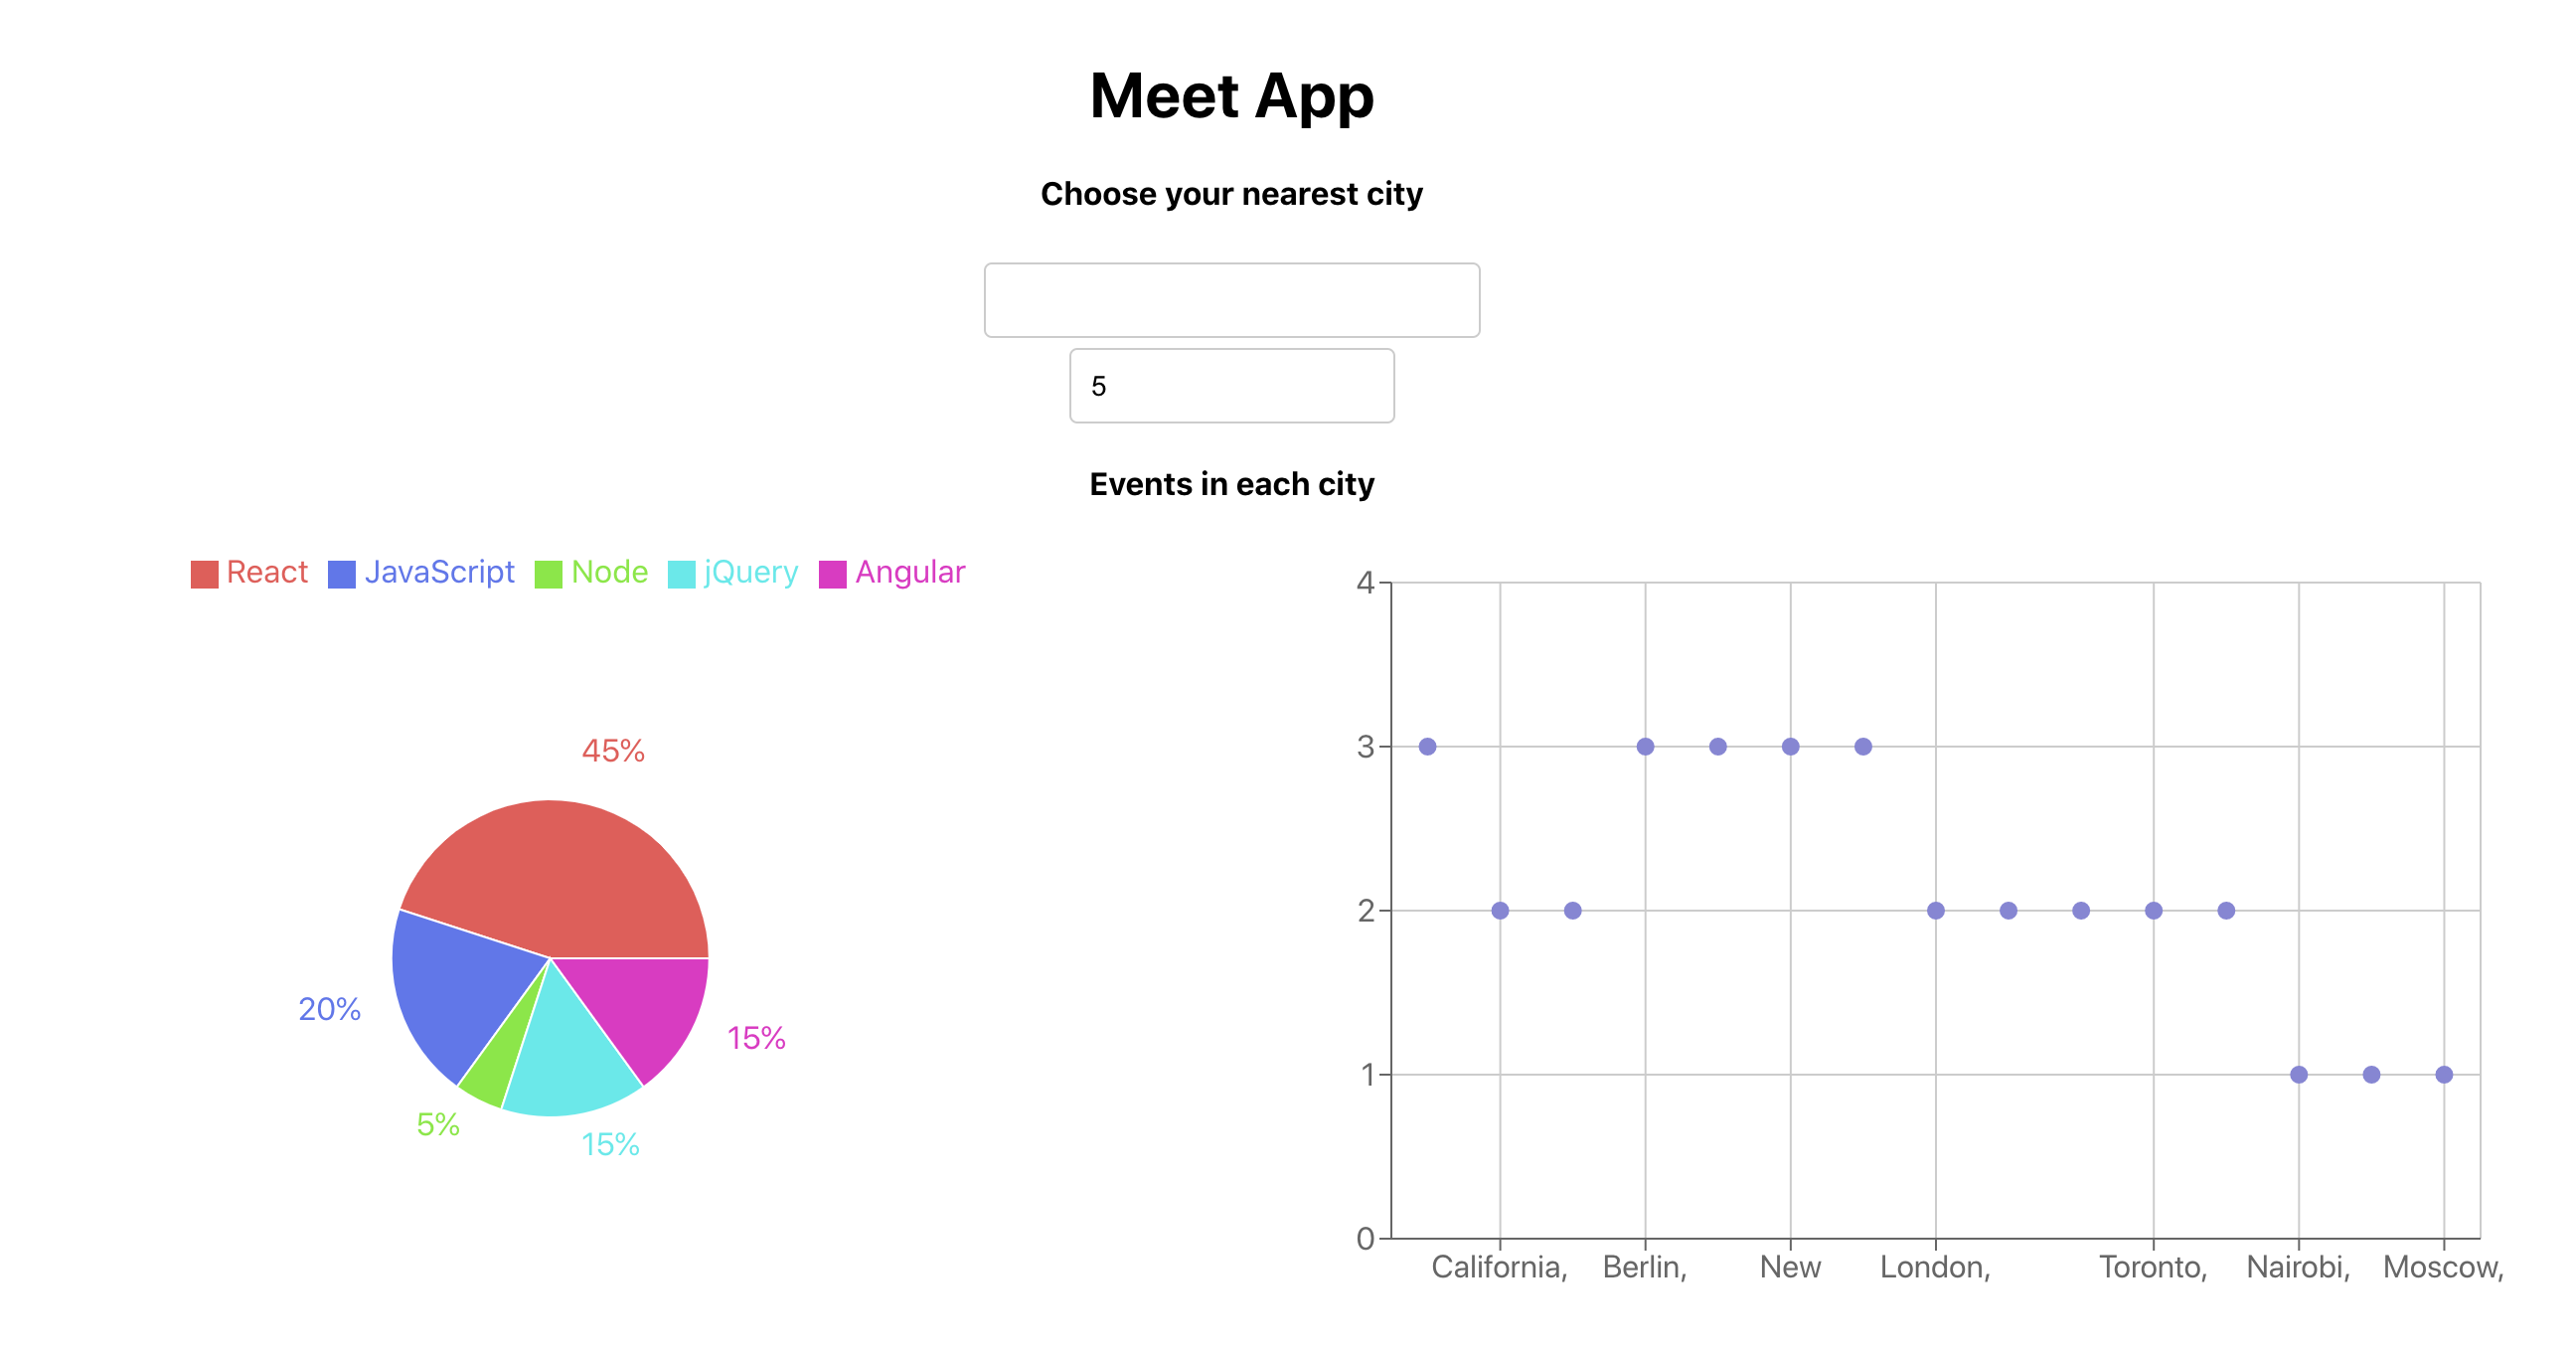 Meet App
Choose your nearest city
5
Events in each city
React JavaScript Node jQuery Angular
45%
20%
15%
5%
15%
4
3
2
1
0
California, Berlin, New London, Toronto, Nairobi, Moscow,